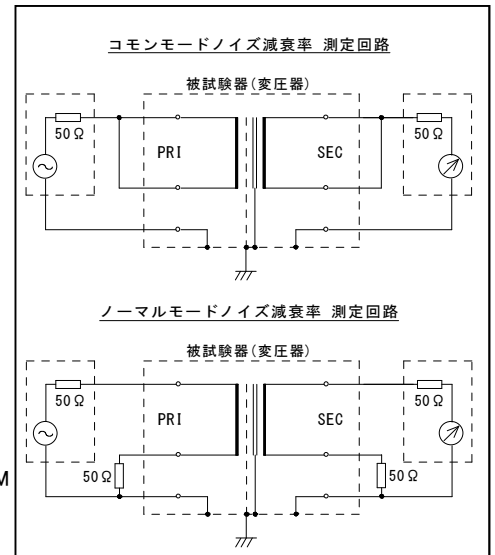 コモンモードノイズ減衰率 測定回路
被試験器(変圧器)
50Ω
50Ω
PRI
SEC
ノーマルモードノイズ減衰率 測定回路
被試験器(変圧器)
50Ω
50Ω
PRI
SEC
50Ω
50Ω
M